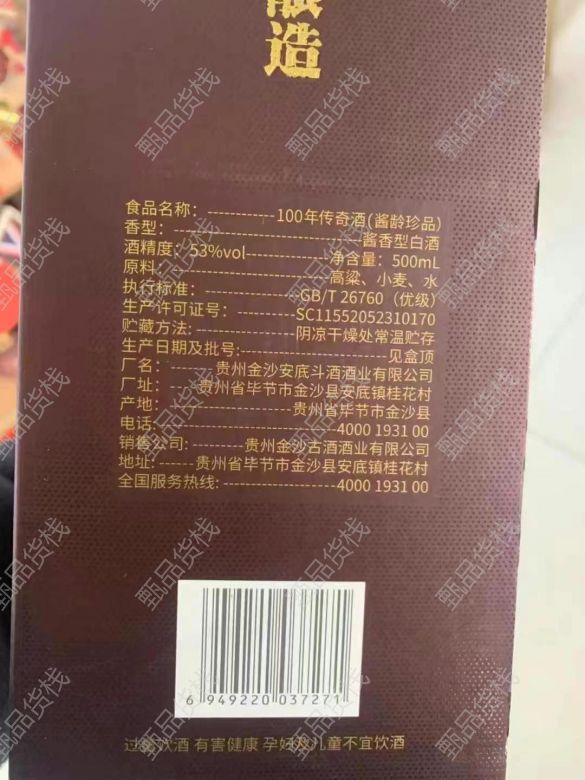 造
食品名称：------------100年传奇酒(酱龄珍品)
香型：------------酱香型白酒
酒精度：53%vol------------净含量：500mL
原料------------高粱、小麦、水
执行标准：------------GB/T 26760（优级）
生产许可证号：------------SC11552052310170
贮藏方法:------------阴凉干燥处常温贮存
生产日期及批号:------------见盒顶
厂名：------贵州金沙安底斗酒酒业有限公司
厂址：------贵州省毕节市金沙县安底镇桂花村
产地：------------贵州省毕节市金沙县
电话：------------4000 1931 00
销售公司：------贵州金沙古酒酒业有限公司
地址：------贵州省毕节市金沙县安底镇桂花村
全国服务热线：------------4000 1931 00
6 949220 037271
过量饮酒 有害健康 孕妇及儿童不宜饮酒
甄品货栈